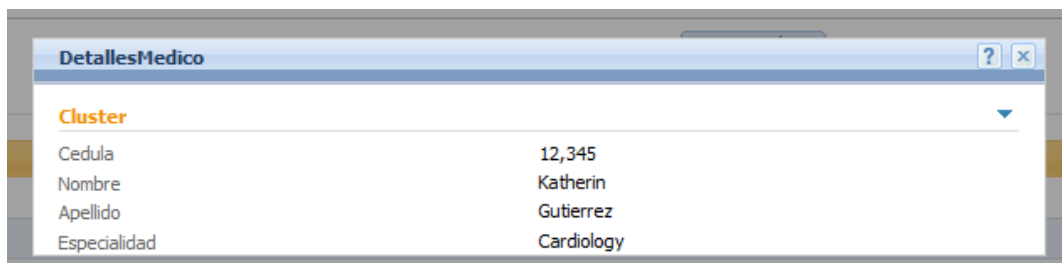 DetallesMedico ? x
Cluster
Cedula 12,345
Nombre Katherin
Apellido Gutierrez
Especialidad Cardiology